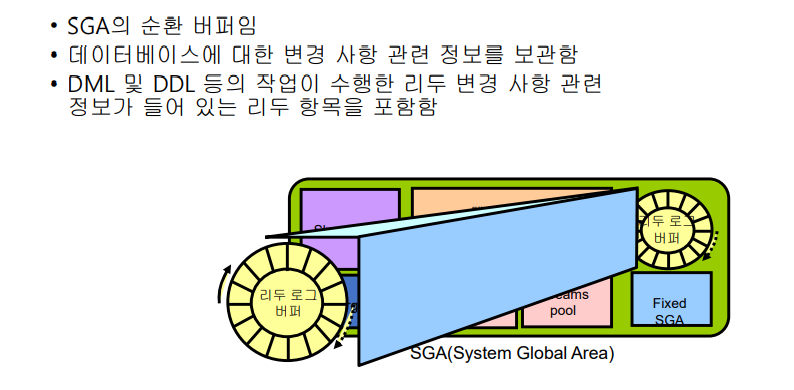 • SGA의 순환 버퍼임
• 데이터베이스에 대한 변경 사항 관련 정보를 보관함
• DML 및 DDL 등의 작업이 수행한 리두 변경 사항 관련
정보가 들어 있는 리두 항목을 포함함
리두 로그
버퍼
리두 로그
버퍼
pool
Fixed
SGA
SGA(System Global Area)